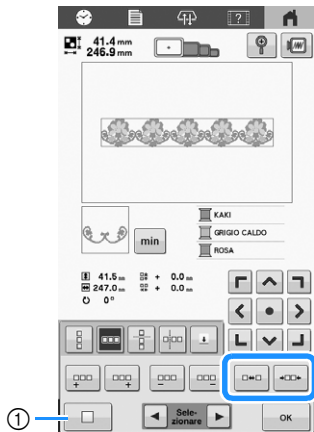 41.4 mm
246.9 mm
min
KAKI
GRIGIO CALDO
ROSA
41.5 mm + 0.0 mm
247.0 mm + 0.0 mm
0°
Sele-
zionare
OK
1